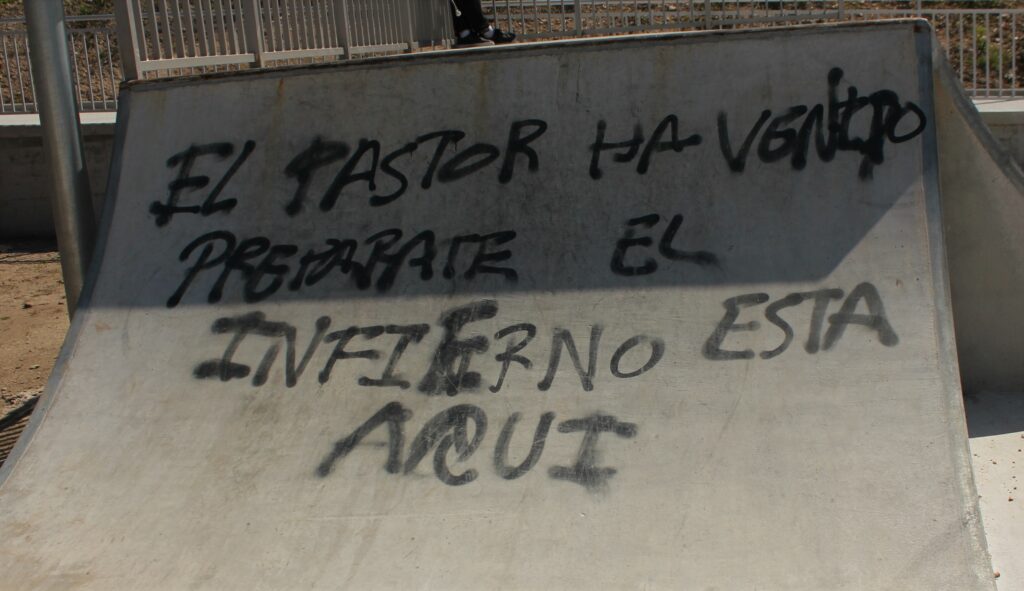 EL PASTOR HA VENIDO
PREPARATE EL
INFIERNO ESTA
AQUI